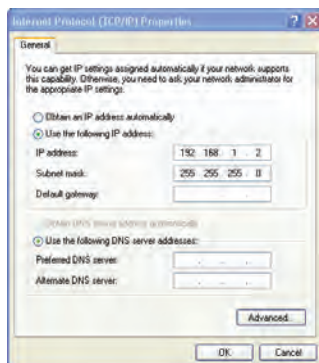 Internet Protocol (TCP/IP) Properties
General
You can get IP settings assigned automatically if your network supports
this capability. Otherwise, you need to ask your network administrator for
the appropriate IP settings.
Obtain an IP address automatically
Use the following IP address:
IP address: 192 . 168 . 1 . 2
Subnet mask: 255 . 255 . 255 . 0
Default gateway: . . .
Obtain DNS server address automatically
Use the following DNS server addresses:
Preferred DNS server: . . .
Alternate DNS server: . . .
Advanced...
OK Cancel